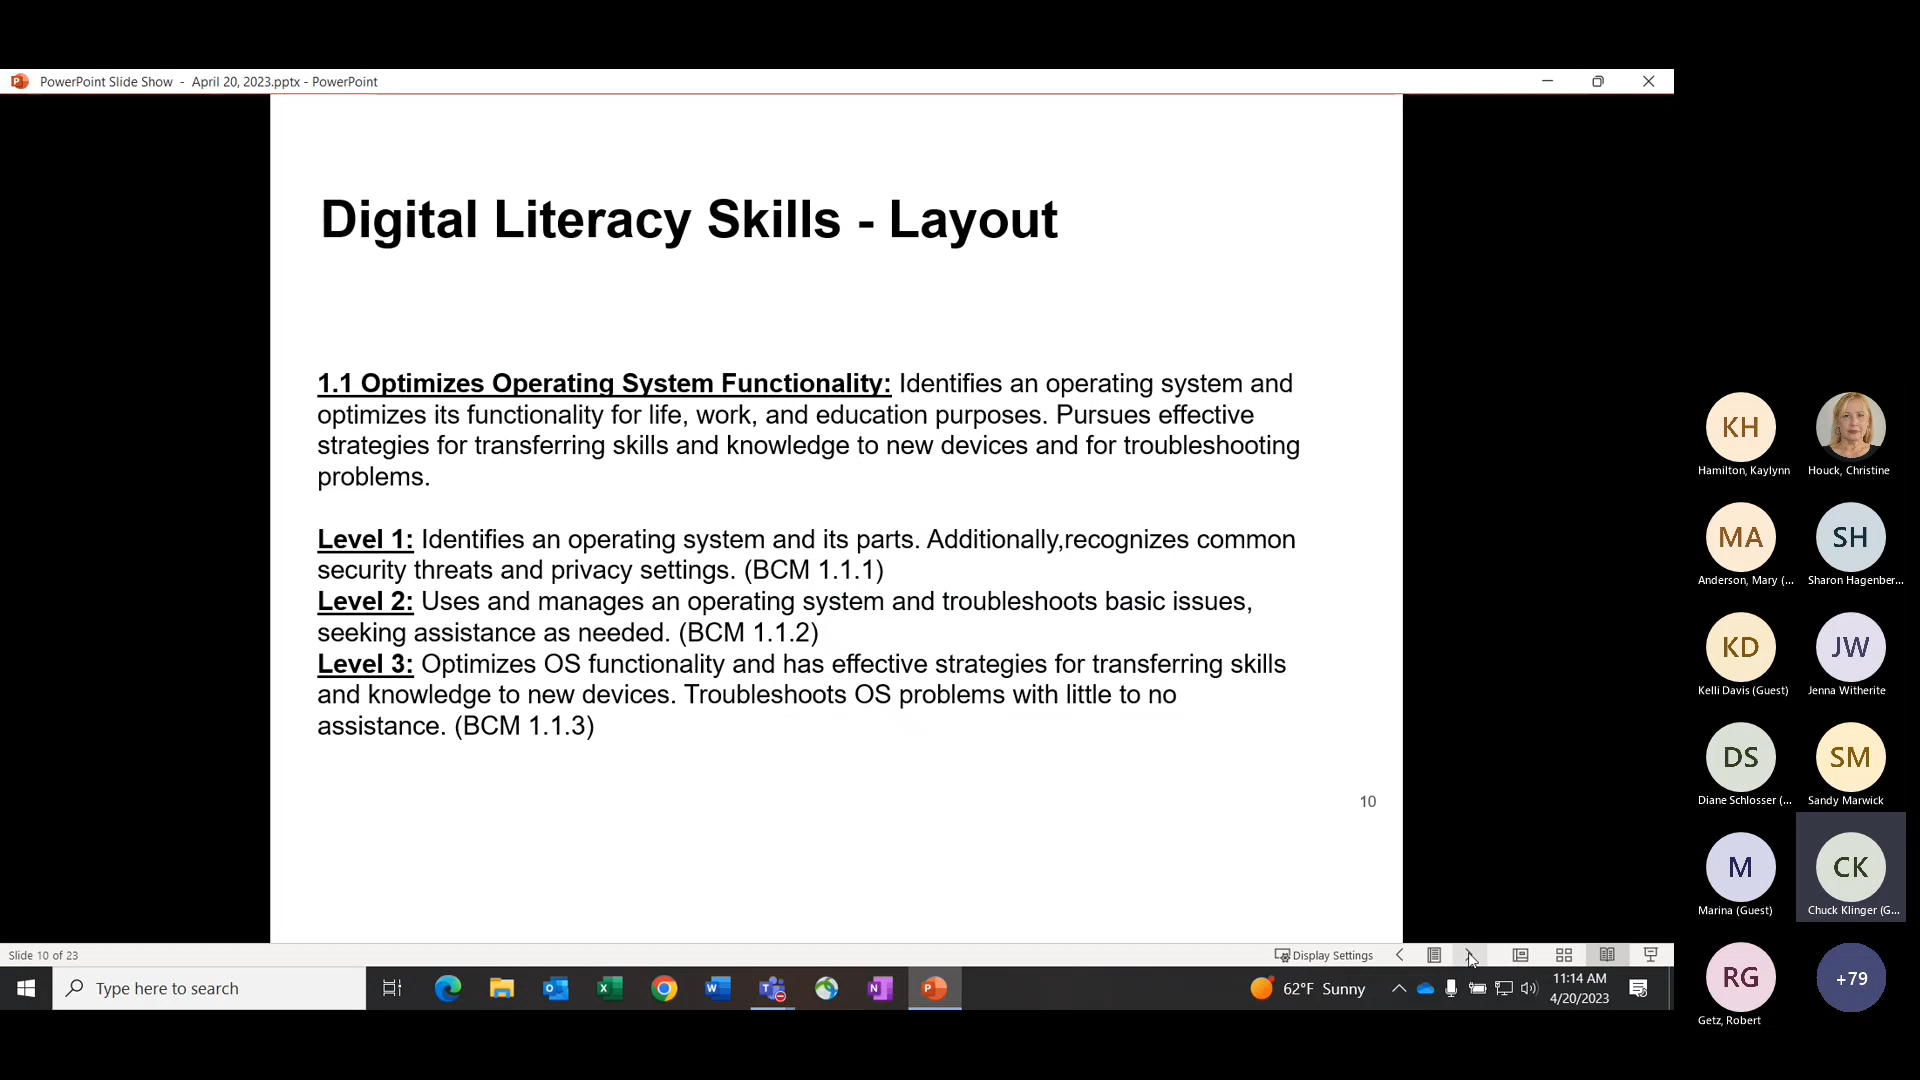 PowerPoint Slide Show - April 20, 2023.pptx - PowerPoint
Digital Literacy Skills - Layout
1.1 Optimizes Operating System Functionality: Identifies an operating system and
optimizes its functionality for life, work, and education purposes. Pursues effective
strategies for transferring skills and knowledge to new devices and for troubleshooting
problems.
Level 1: Identifies an operating system and its parts. Additionally,recognizes common
security threats and privacy settings. (BCM 1.1.1)
Level 2: Uses and manages an operating system and troubleshoots basic issues,
seeking assistance as needed. (BCM 1.1.2)
Level 3: Optimizes OS functionality and has effective strategies for transferring skills
and knowledge to new devices. Troubleshoots OS problems with little to no
assistance. (BCM 1.1.3)
10
Slide 10 of 23
Display Settings
Type here to search
62°F Sunny
11:14 AM
4/20/2023
KH
Hamilton, Kaylynn
Houck, Christine
MA
SH
Anderson, Mary (...
Sharon Hagenber...
KD
JW
Kelli Davis (Guest)
Jenna Witherite
DS
SM
Diane Schlosser (...
Sandy Marwick
M
CK
Marina (Guest)
Chuck Klinger (G...
RG
+79
Getz, Robert